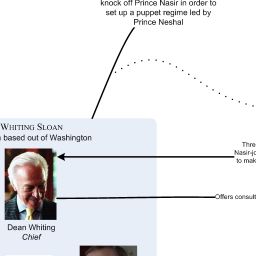 knock off Prince Nasir in order to
set up a puppet regime led by
Prince Neshal
WHITING SLOAN
based out of Washington
Thre
Nasir-jo
to mak
Offers consult
Dean Whiting
Chief